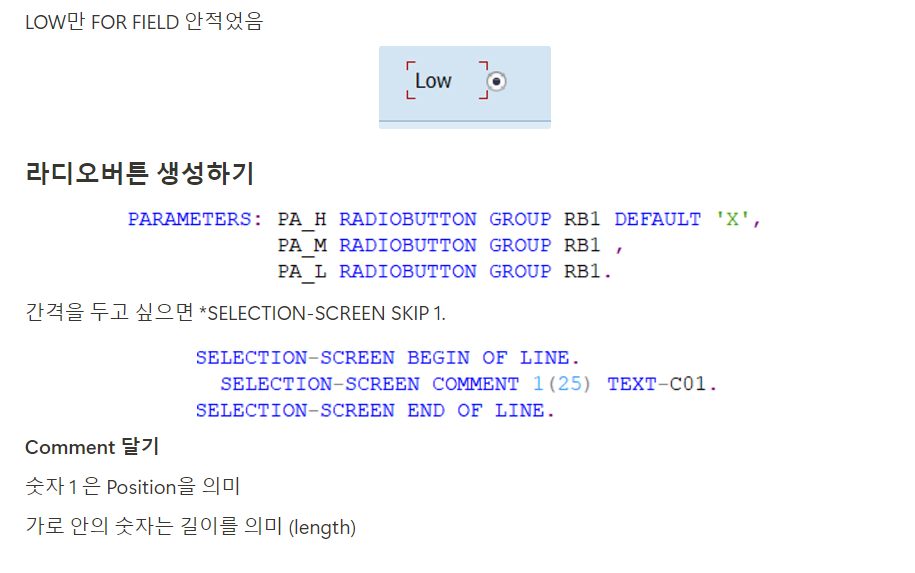 LOW만 FOR FIELD 안적었음
Low
라디오버튼 생성하기
PARAMETERS: PA_H RADIOBUTTON GROUP RB1 DEFAULT 'X',
PA_M RADIOBUTTON GROUP RB1 ,
PA_L RADIOBUTTON GROUP RB1.
간격을 두고 싶으면 *SELECTION-SCREEN SKIP 1.
SELECTION-SCREEN BEGIN OF LINE.
SELECTION-SCREEN COMMENT 1(25) TEXT-C01.
SELECTION-SCREEN END OF LINE.
Comment 달기
숫자 1 은 Position을 의미
가로 안의 숫자는 길이를 의미 (length)